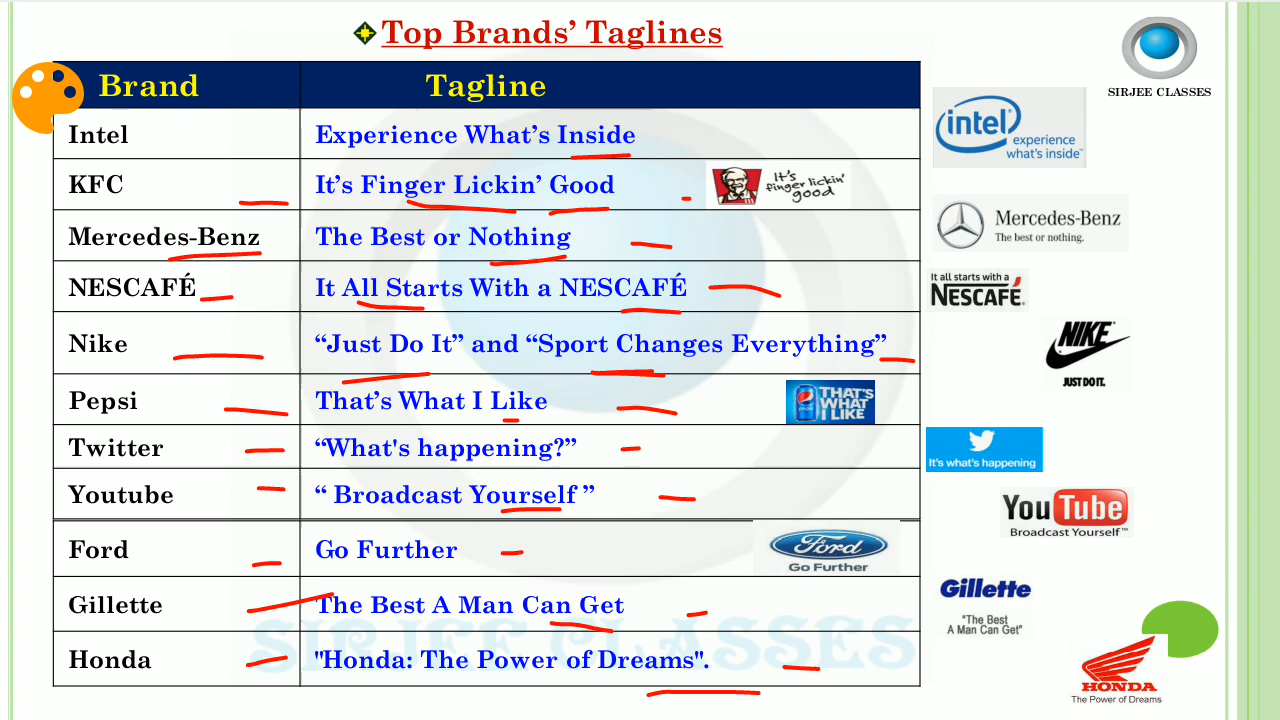 Top Brands’ Taglines
SIRJEE CLASSES
Brand Tagline
Intel Experience What’s Inside
intel experience what's inside™
KFC It’s Finger Lickin’ Good
It's finger lickin' good
Mercedes-Benz The Best or Nothing
Mercedes-Benz
The best or nothing.
NESCAFÉ It All Starts With a NESCAFÉ
It all starts with a
NESCAFÉ.
Nike “Just Do It” and “Sport Changes Everything”
NIKE
JUST DO IT.
Pepsi That’s What I Like
THAT'S
WHAT
I LIKE
Twitter “What's happening?”
It's what's happening
Youtube “ Broadcast Yourself ”
YouTube
Broadcast Yourself™
Ford Go Further
Ford
Go Further
Gillette The Best A Man Can Get
Gillette
“The Best
A Man Can Get”
Honda "Honda: The Power of Dreams".
HONDA
The Power of Dreams
SIRJEE CLASSES